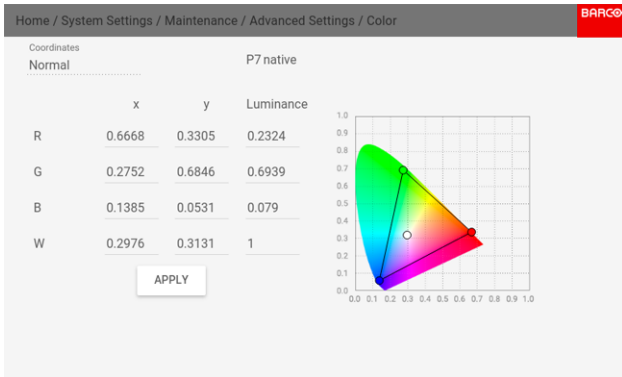 Home / System Settings / Maintenance / Advanced Settings / Color
BARCO
Coordinates
Normal
P7 native
x y Luminance
R 0.6668 0.3305 0.2324
G 0.2752 0.6846 0.6939
B 0.1385 0.0531 0.079
W 0.2976 0.3131 1
APPLY
1.0
0.9
0.8
0.7
0.6
0.5
0.4
0.3
0.2
0.1
0.0
0.0 0.1 0.2 0.3 0.4 0.5 0.6 0.7 0.8 0.9 1.0